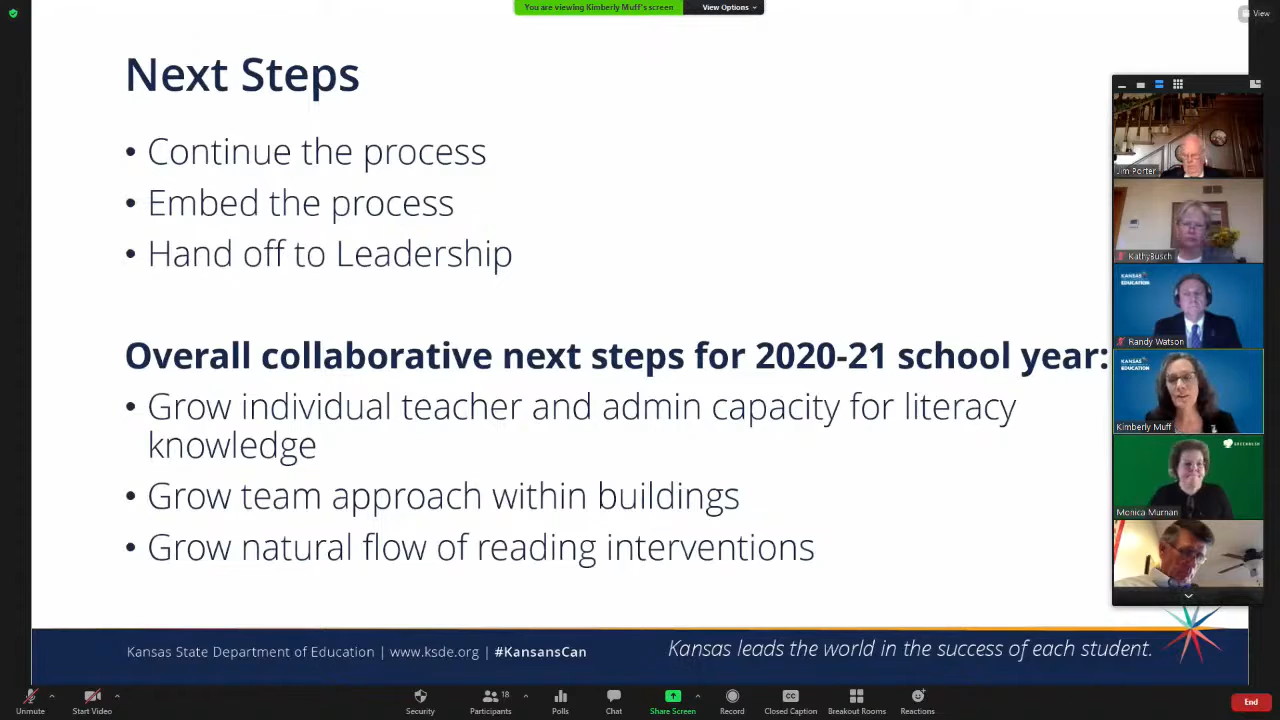 You are viewing Kimberly Muff's screen
View Options
View
Next Steps
• Continue the process
• Embed the process
• Hand off to Leadership
Overall collaborative next steps for 2020-21 school year:
• Grow individual teacher and admin capacity for literacy
knowledge
• Grow team approach within buildings
• Grow natural flow of reading interventions
Jim Porter
KathyBusch
KANSAS
EDUCATION
Randy Watson
KANSAS
EDUCATION
Kimberly Muff
GREENBUSH
Monica Murnan
Kansas State Department of Education | www.ksde.org | #KansansCan
Kansas leads the world in the success of each student.
Unmute
Start Video
Security
Participants
18
Polls
Chat
Share Screen
Record
Closed Caption
Breakout Rooms
Reactions
End